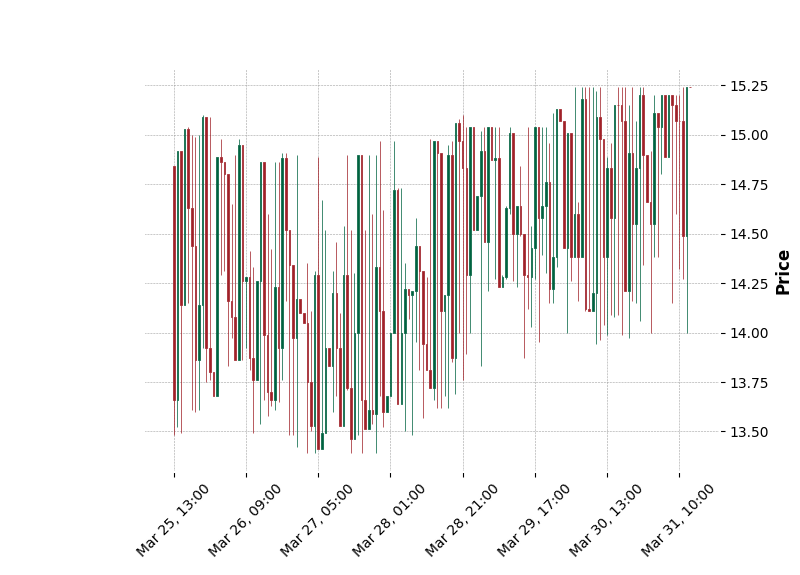 15.25
15.00
14.75
14.50
14.25
14.00
13.75
13.50
Price
Mar 25, 13:00
Mar 26, 09:00
Mar 27, 05:00
Mar 28, 01:00
Mar 28, 21:00
Mar 29, 17:00
Mar 30, 13:00
Mar 31, 10:00